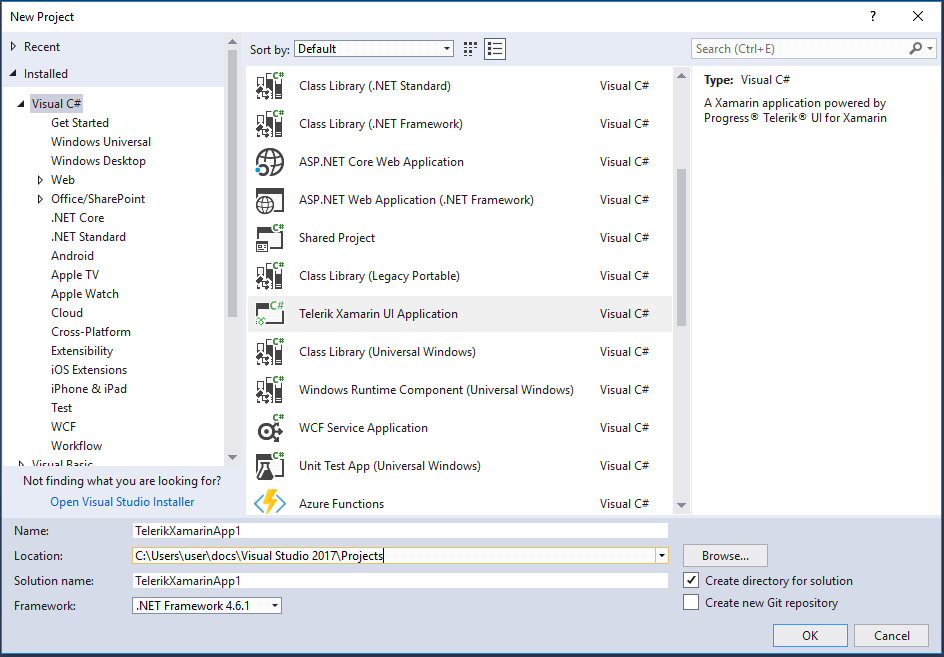 New Project
?
Recent
Installed
Visual C#
Get Started
Windows Universal
Windows Desktop
Web
Office/SharePoint
.NET Core
.NET Standard
Android
Apple TV
Apple Watch
Cloud
Cross-Platform
Extensibility
iOS Extensions
iPhone & iPad
Test
WCF
Workflow
Visual Basic
Not finding what you are looking for?
Open Visual Studio Installer
Sort by: Default
C# Class Library (.NET Standard) Visual C#
C# Class Library (.NET Framework) Visual C#
ASP.NET Core Web Application Visual C#
ASP.NET Web Application (.NET Framework) Visual C#
C# Shared Project Visual C#
C# Class Library (Legacy Portable) Visual C#
C# Telerik Xamarin UI Application Visual C#
C# Class Library (Universal Windows) Visual C#
C# Windows Runtime Component (Universal Windows) Visual C#
C# WCF Service Application Visual C#
C# Unit Test App (Universal Windows) Visual C#
Azure Functions Visual C#
Search (Ctrl+E)
Type: Visual C#
A Xamarin application powered by
Progress® Telerik® UI for Xamarin
Name: TelerikXamarinApp1
Location: C:\Users\user\docs\Visual Studio 2017\Projects
Browse...
Solution name: TelerikXamarinApp1
Create directory for solution
Framework: .NET Framework 4.6.1
Create new Git repository
OK
Cancel